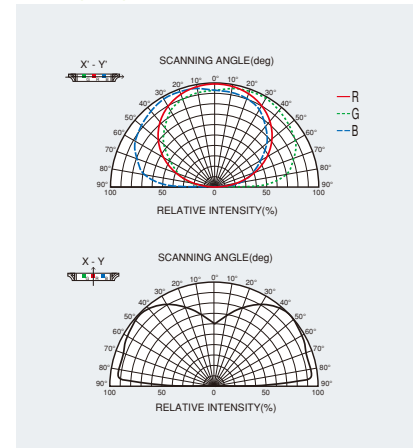 X' - Y'
SCANNING ANGLE(deg)
20° 10° 0° 10° 20°
30° 30°
40° 40°
50° 50°
60° 60°
70° 70°
80° 80°
90° 90°
100 50 0 50 100
RELATIVE INTENSITY(%)
R
G
B
X - Y
SCANNING ANGLE(deg)
20° 10° 0° 10° 20°
30° 30°
40° 40°
50° 50°
60° 60°
70° 70°
80° 80°
90° 90°
100 50 0 50 100
RELATIVE INTENSITY(%)